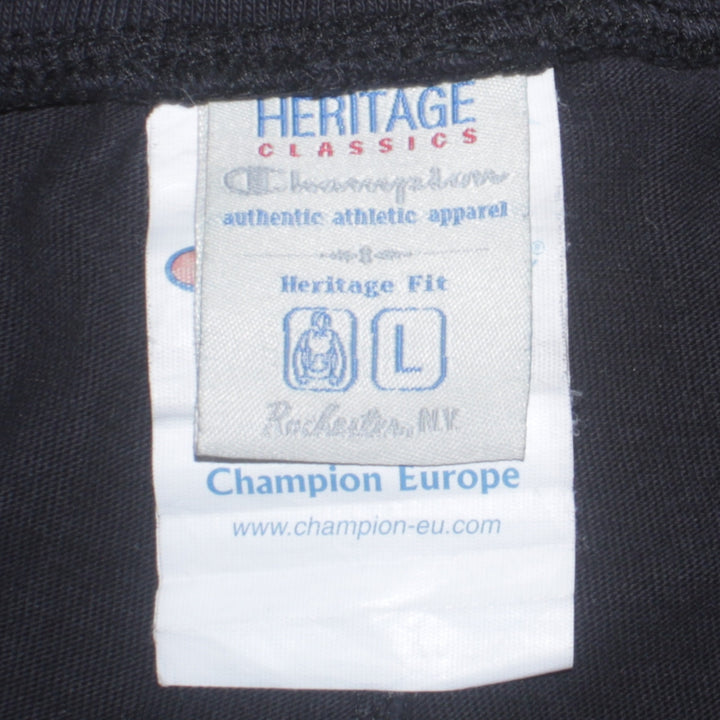 HERITAGE
CLASSICS
Champion
authentic athletic apparel
Heritage Fit
L
Rochester, N.Y.
Champion Europe
www.champion-eu.com